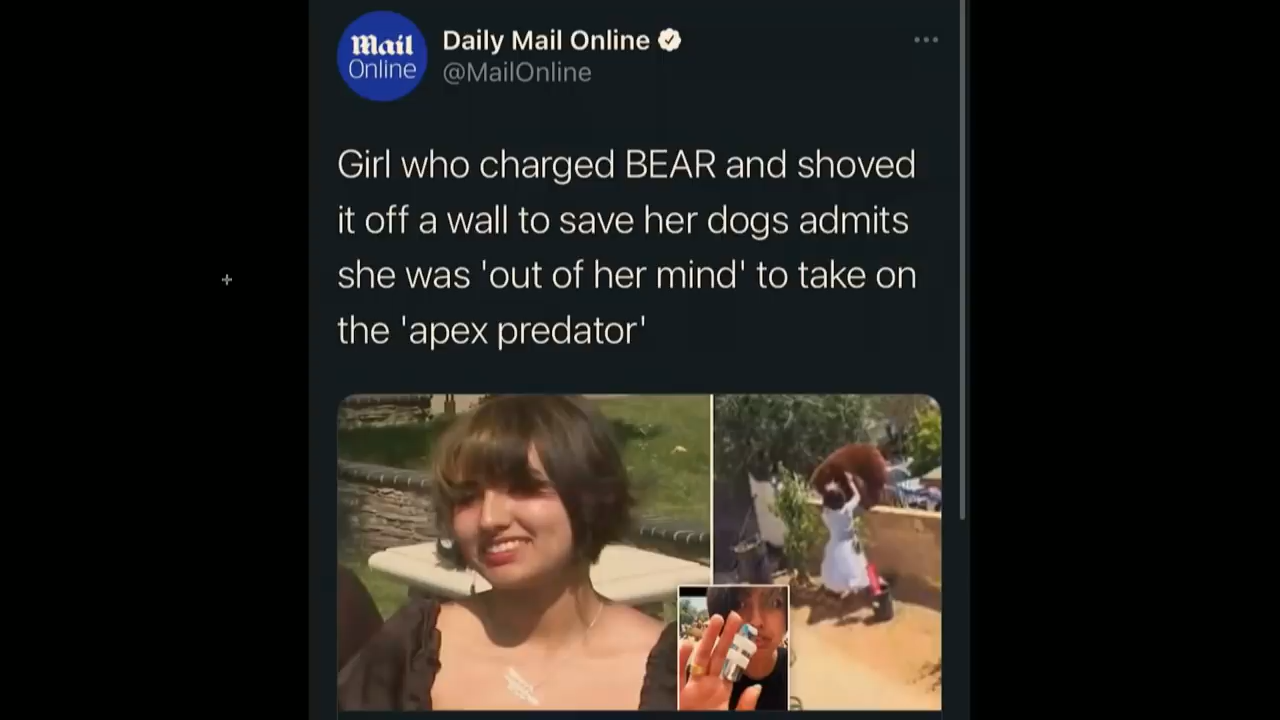 Mail
Online
Daily Mail Online
@MailOnline
Girl who charged BEAR and shoved
it off a wall to save her dogs admits
she was 'out of her mind' to take on
the 'apex predator'